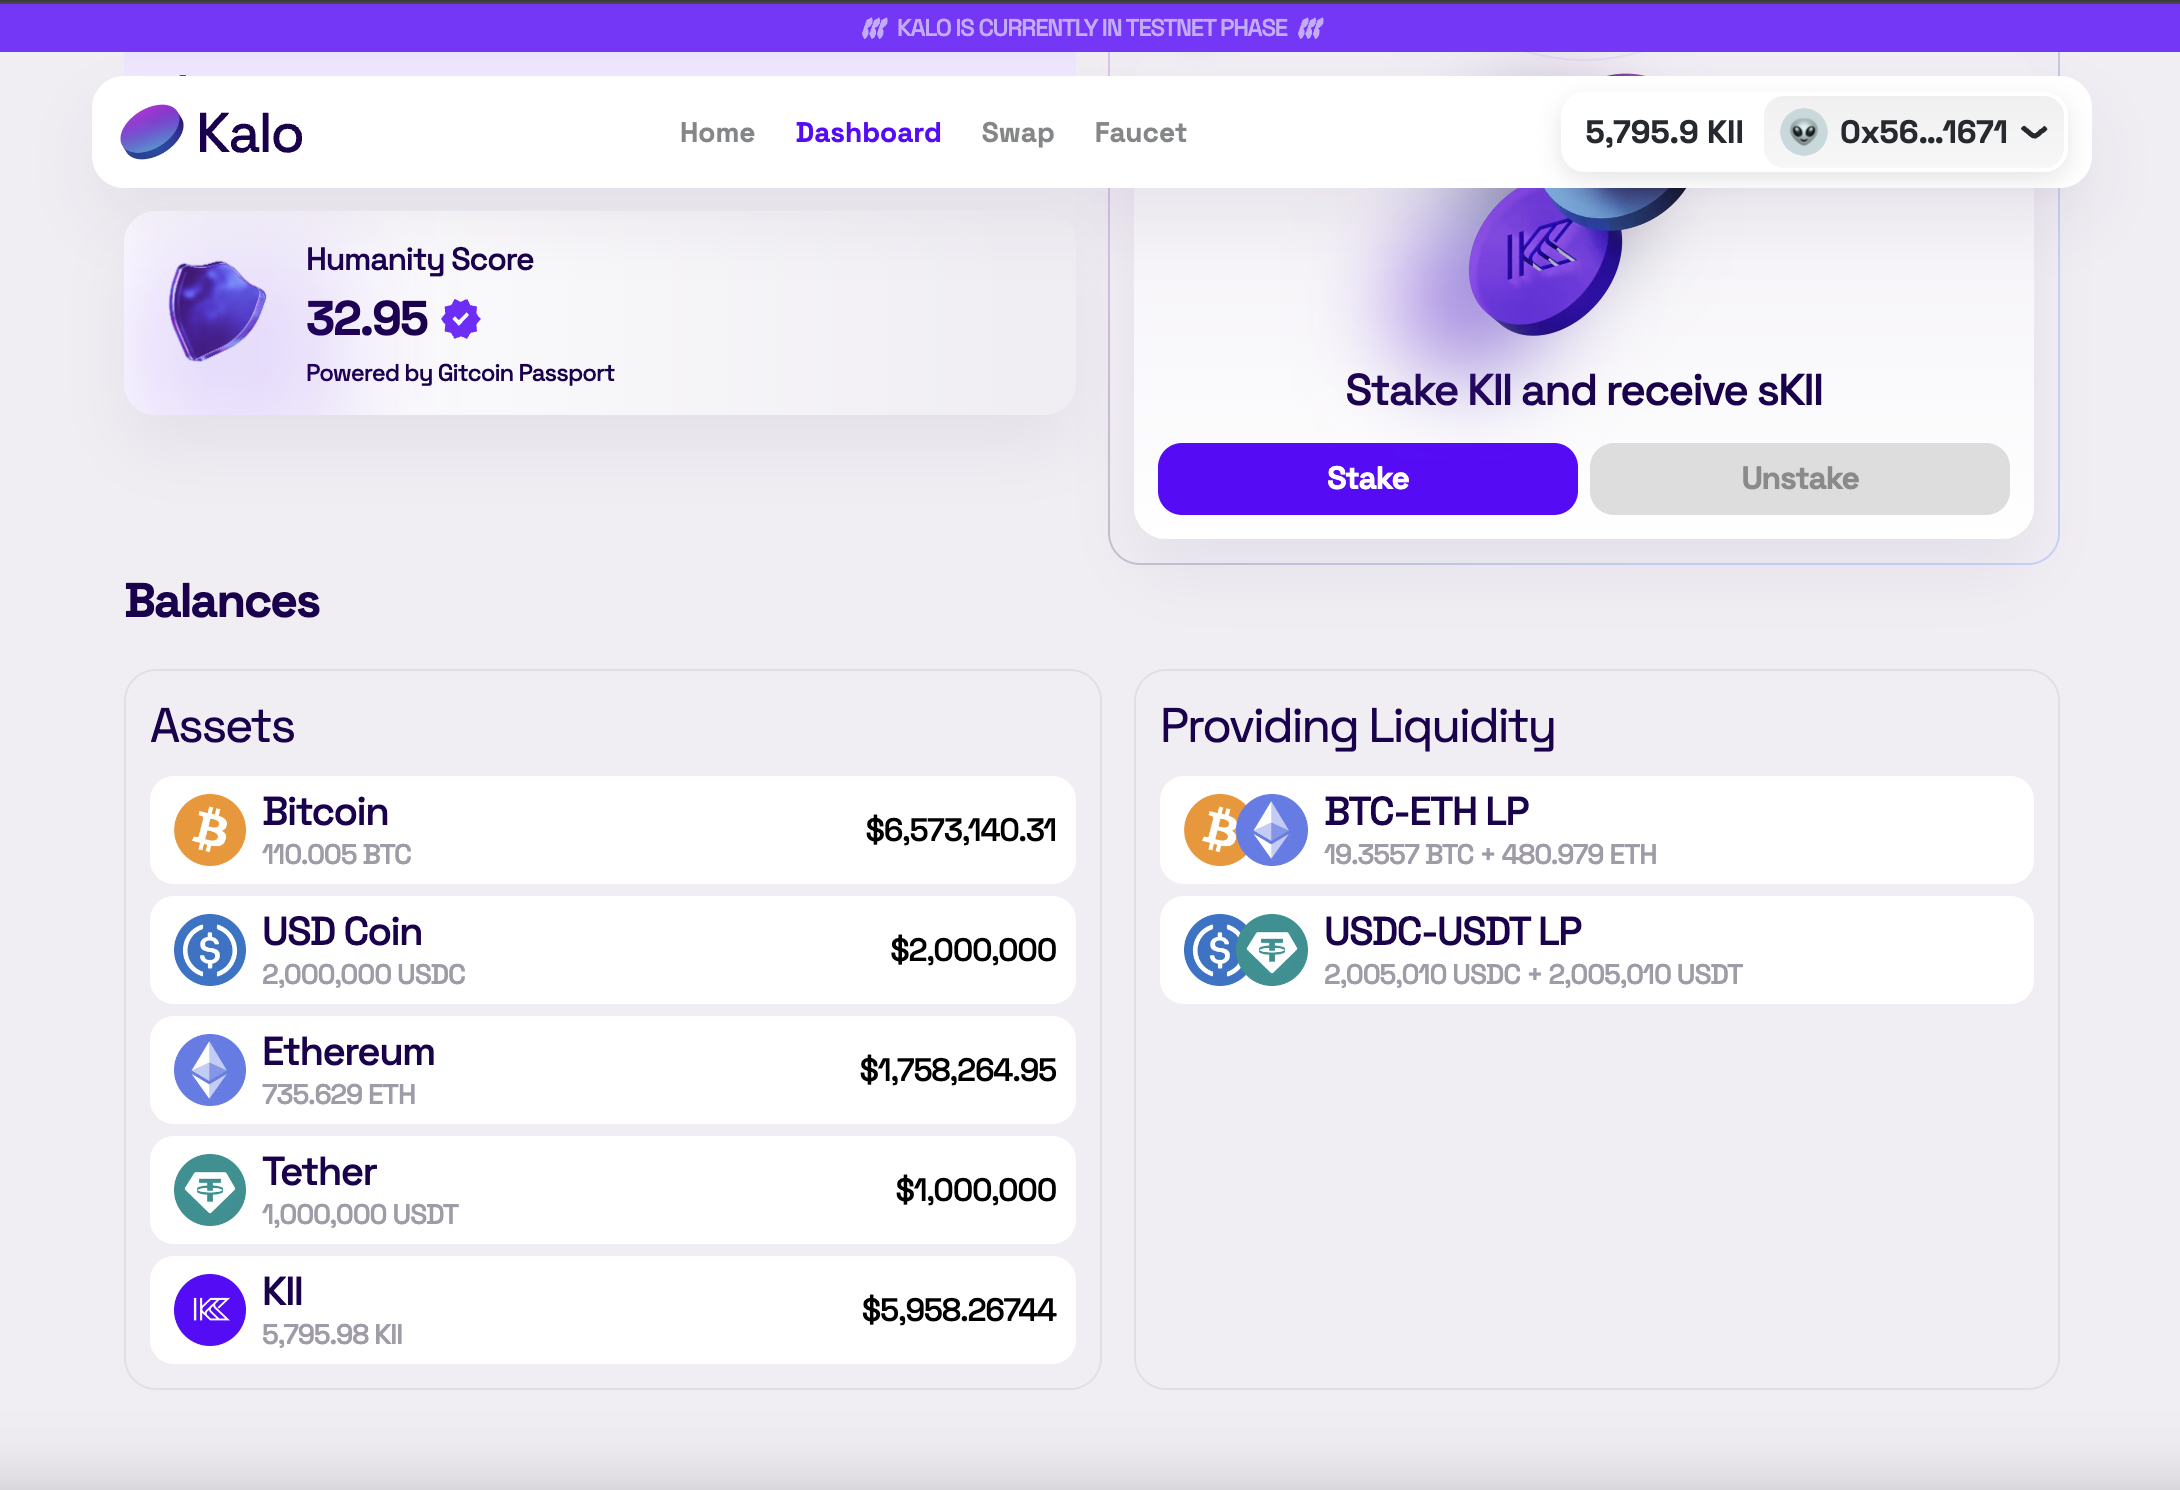 KALO IS CURRENTLY IN TESTNET PHASE
Kalo
Home
Dashboard
Swap
Faucet
5,795.9 KII
0x56...1671
Humanity Score
32.95
Powered by Gitcoin Passport
Stake KII and receive sKII
Stake
Unstake
Balances
Assets
Bitcoin
110.005 BTC
$6,573,140.31
USD Coin
2,000,000 USDC
$2,000,000
Ethereum
735.629 ETH
$1,758,264.95
Tether
1,000,000 USDT
$1,000,000
KII
5,795.98 KII
$5,958.26744
Providing Liquidity
BTC-ETH LP
19.3557 BTC + 480.979 ETH
USDC-USDT LP
2,005,010 USDC + 2,005,010 USDT